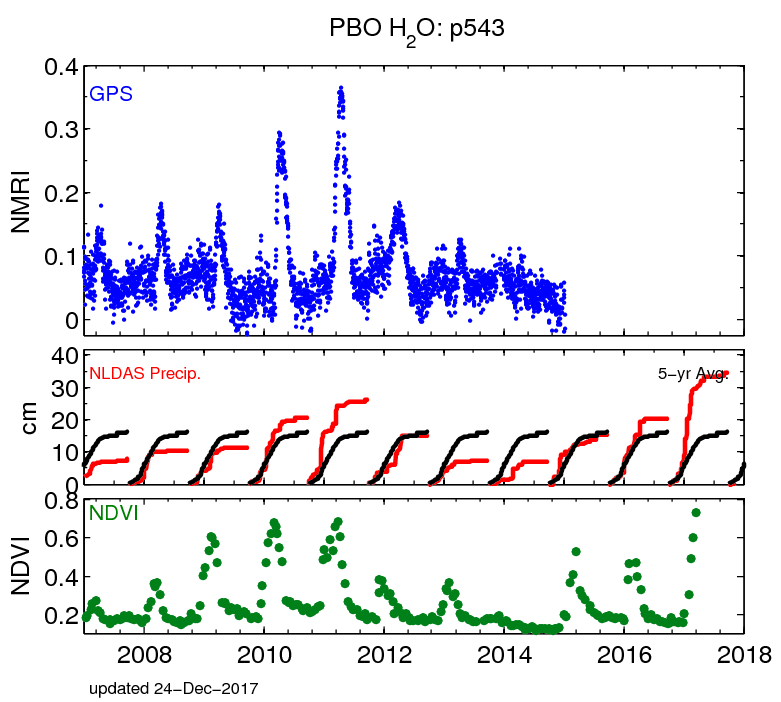 PBO H2O: p543
0.4
GPS
0.3
NMRI
0.2
0.1
0
40
NLDAS Precip. 5−yr Avg.
30
cm
20
10
0
0.8
NDVI
0.6
NDVI
0.4
0.2
2008 2010 2012 2014 2016 2018
updated 24−Dec−2017